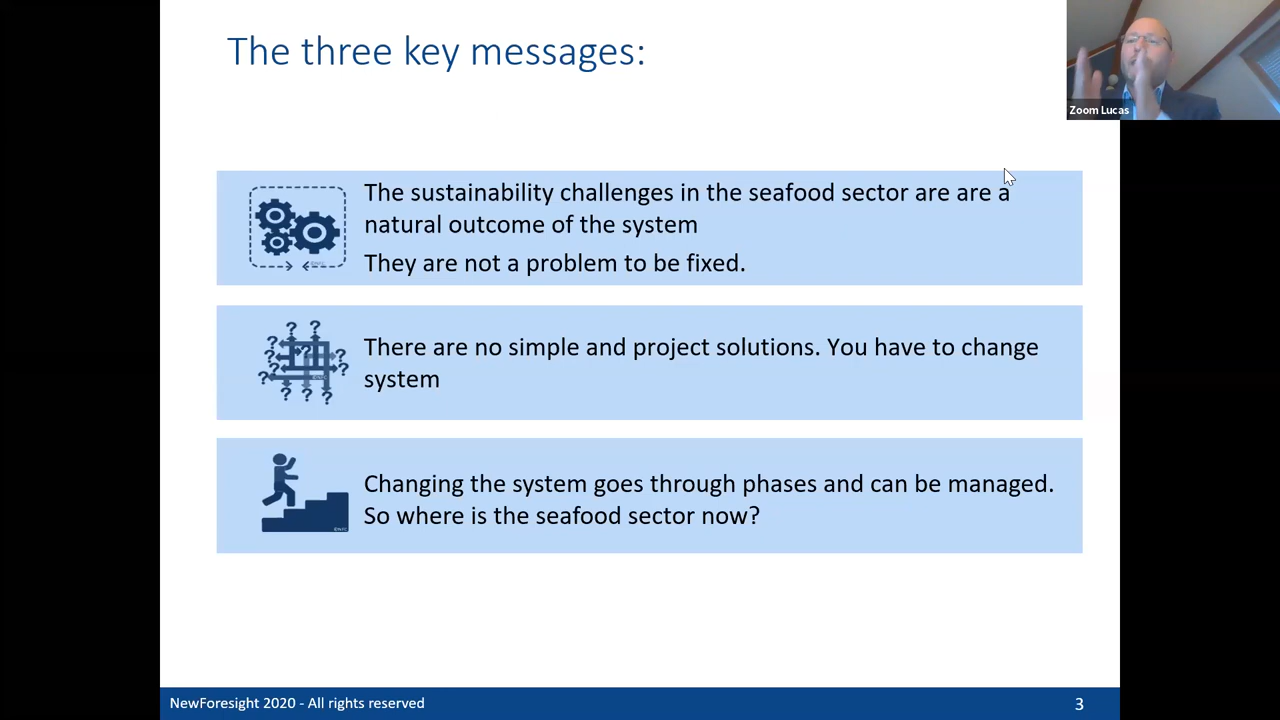 The three key messages:
Zoom Lucas
The sustainability challenges in the seafood sector are are a
natural outcome of the system
They are not a problem to be fixed.
? ?
? ?
? ?
? ?
? ? ?
There are no simple and project solutions. You have to change
system
Changing the system goes through phases and can be managed.
So where is the seafood sector now?
NewForesight 2020 - All rights reserved
3